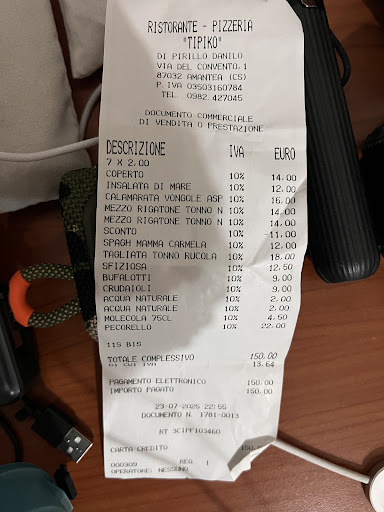 RISTORANTE - PIZZERIA
"TIPIKO"
DI PIRILLO DANILO
VIA DEL CONVENTO, 1
87032 AMANTEA (CS)
P. IVA 03503160784
TEL. 0982.427045
DOCUMENTO COMMERCIALE
DI VENDITA O PRESTAZIONE
DESCRIZIONE IVA EURO
7 X 2,00
COPERTO 10% 14,00
INSALATA DI MARE 10% 12,00
CALAMARATA VONGOLE ASP 10% 16,00
MEZZO RIGATONE TONNO N 10% 14,00
MEZZO RIGATONE TONNO N 10% 14,00
SCONTO 10% -11,00
SPAGH MAMMA CARMELA 10% 12,00
TAGLIATA TONNO RUCOLA 10% 18,00
SFIZIOSA 10% 12,50
BUFALOTTI 10% 9,00
CRUDAIOLI 10% 9,00
ACQUA NATURALE 10% 2,00
ACQUA NATURALE 10% 2,00
MOLECOLA 75CL 10% 4,50
PECORELLO 10% 22,00
11S BIS
TOTALE COMPLESSIVO 150,00
DI CUI IVA 13,64
PAGAMENTO ELETTRONICO 150,00
IMPORTO PAGATO 150,00
23-07-2025 22:55
DOCUMENTO N. 1781-0013
RT 3CIPF103460
CARTA CREDITO
000309 REG. 1
OPERATORE: NESSUNO